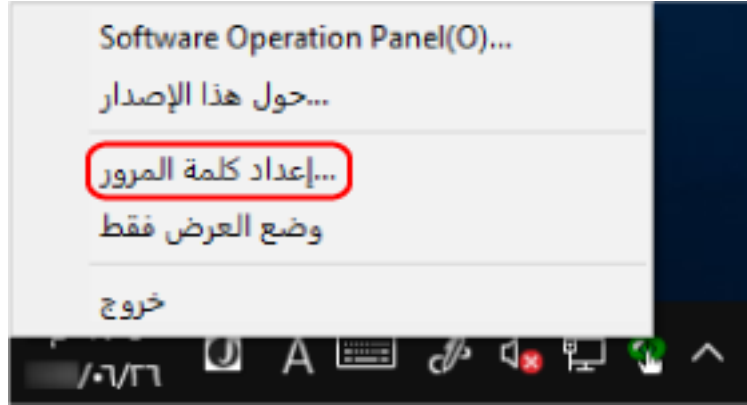 Software Operation Panel(O)...
حول هذا الإصدار...
إعداد كلمة المرور...
وضع العرض فقط
خروج
A
/٠٦/٢٦